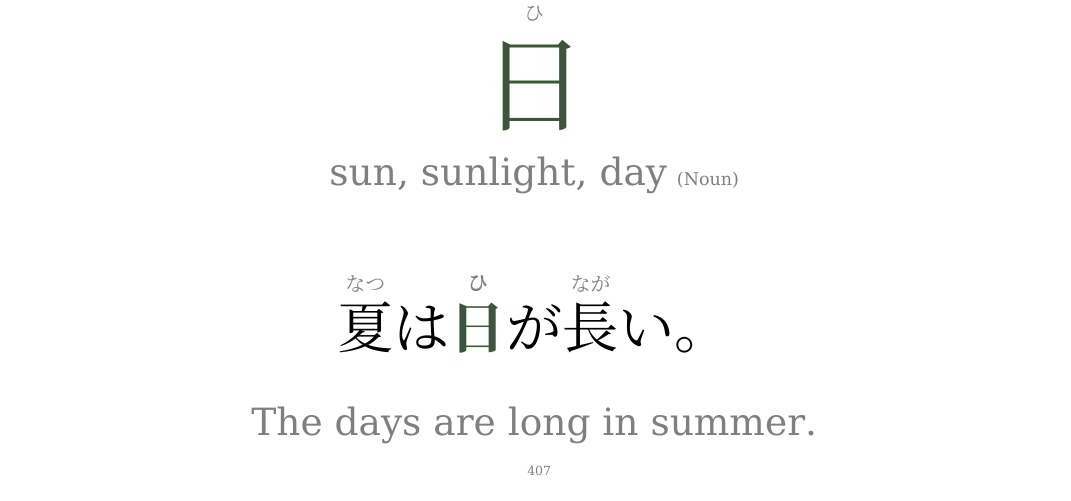 ひ
日
sun, sunlight, day (Noun)
なつ ひ なが
夏は日が長い。
The days are long in summer.
407